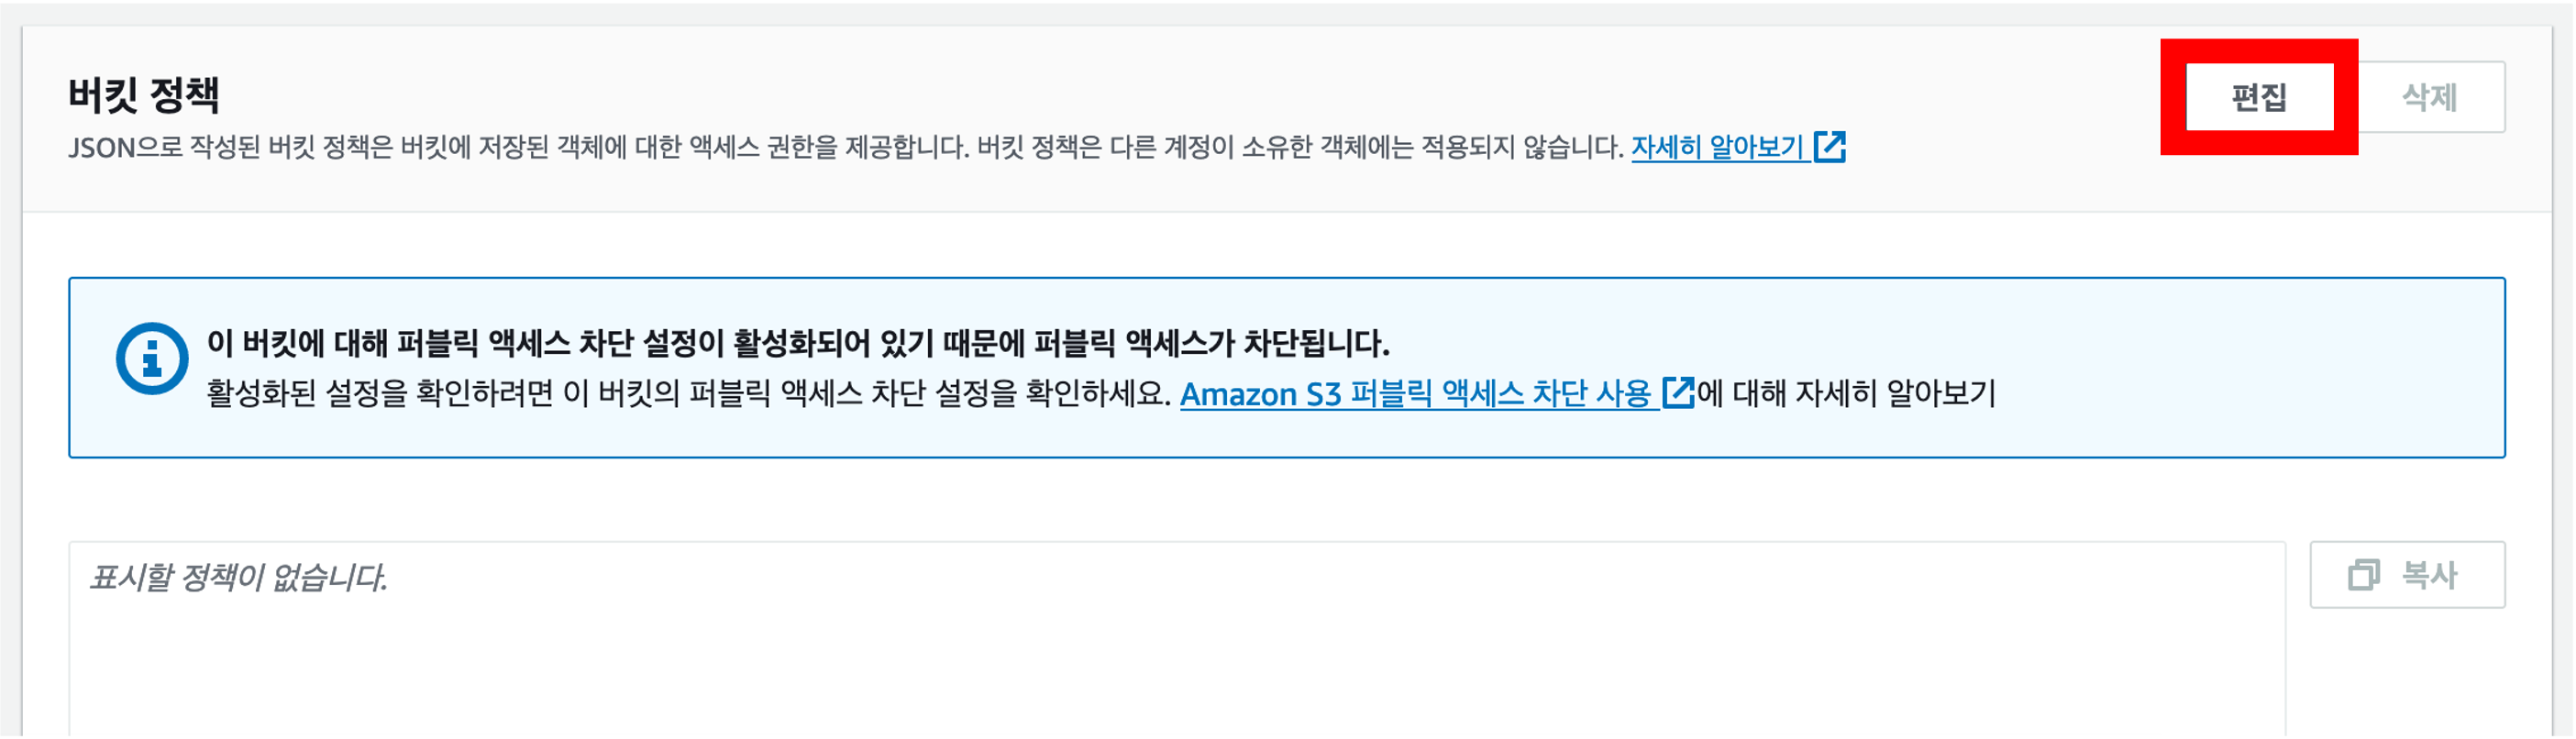 버킷 정책
편집
삭제
JSON으로 작성된 버킷 정책은 버킷에 저장된 객체에 대한 액세스 권한을 제공합니다. 버킷 정책은 다른 계정이 소유한 객체에는 적용되지 않습니다. 자세히 알아보기
이 버킷에 대해 퍼블릭 액세스 차단 설정이 활성화되어 있기 때문에 퍼블릭 액세스가 차단됩니다.
활성화된 설정을 확인하려면 이 버킷의 퍼블릭 액세스 차단 설정을 확인하세요. Amazon S3 퍼블릭 액세스 차단 사용에 대해 자세히 알아보기
표시할 정책이 없습니다.
복사